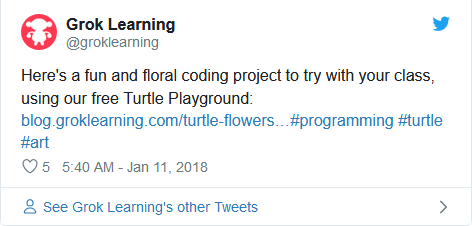 Grok Learning
@groklearning
Here's a fun and floral coding project to try with your class,
using our free Turtle Playground:
blog.groklearning.com/turtle-flowers…#programming #turtle
#art
5 5:40 AM - Jan 11, 2018
See Grok Learning's other Tweets